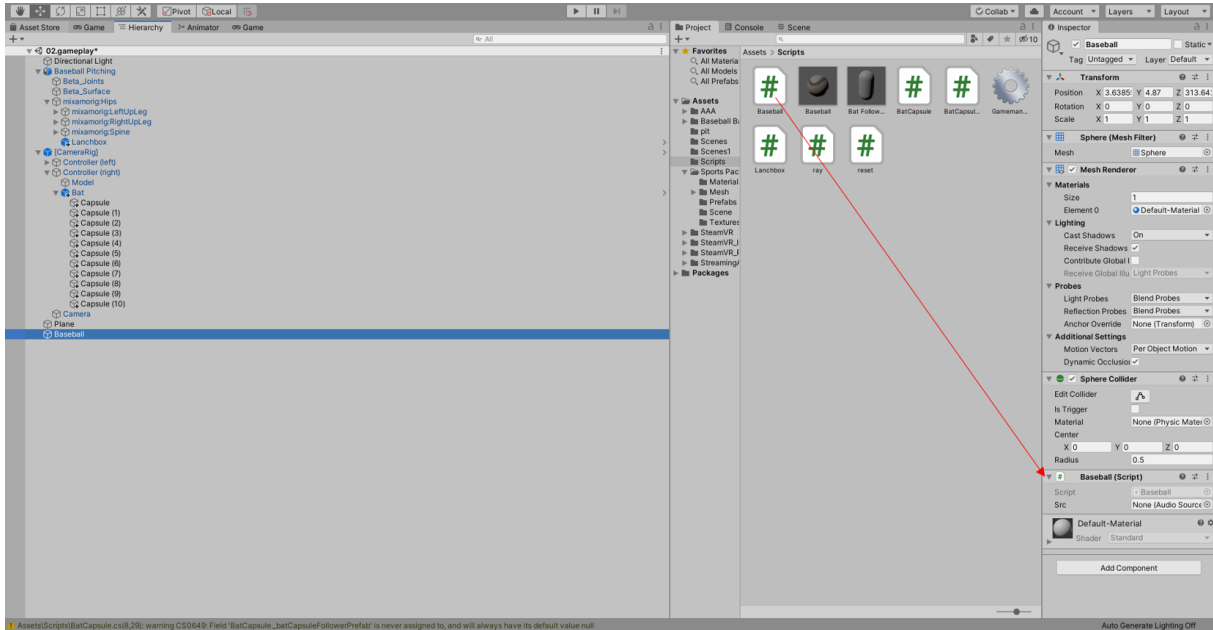 Pivot
Local
Collab
Account
Layers
Layout
Asset Store
Game
Hierarchy
Animator
Game
All
02.gameplay*
Directional Light
Baseball Pitching
Beta_Joints
Beta_Surface
mixamorig:Hips
mixamorig:LeftUpLeg
mixamorig:RightUpLeg
mixamorig:Spine
Lanchbox
[CameraRig]
Controller (left)
Controller (right)
Model
Bat
Capsule
Capsule (1)
Capsule (2)
Capsule (3)
Capsule (4)
Capsule (5)
Capsule (6)
Capsule (7)
Capsule (8)
Capsule (9)
Capsule (10)
Camera
Plane
Baseball
Project
Console
Scene
10
Favorites
All Materia
All Models
All Prefabs
Assets
AAA
Baseball Ba
pit
Scenes
Scenes1
Scripts
Sports Pac
Material
Mesh
Prefabs
Scene
Textures
SteamVR
SteamVR_I
SteamVR_F
StreamingA
Packages
Assets > Scripts
Baseball
Baseball
Bat Follow...
BatCapsule
BatCapsul...
Gameman...
Lanchbox
ray
reset
Inspector
Baseball
Static
Tag Untagged Layer Default
Transform
Position X 3.6385 Y 4.87 Z 313.64
Rotation X 0 Y 0 Z 0
Scale X 1 Y 1 Z 1
Sphere (Mesh Filter)
Mesh Sphere
Mesh Renderer
Materials
Size 1
Element 0 Default-Material
Lighting
Cast Shadows On
Receive Shadows
Contribute Global I
Receive Global Illu Light Probes
Probes
Light Probes Blend Probes
Reflection Probes Blend Probes
Anchor Override None (Transform)
Additional Settings
Motion Vectors Per Object Motion
Dynamic Occlusion
Sphere Collider
Edit Collider
Is Trigger
Material None (Physic Mater
Center
X 0 Y 0 Z 0
Radius 0.5
Baseball (Script)
Script Baseball
Src None (Audio Source
Default-Material
Shader Standard
Add Component
Assets\Scripts\BatCapsule.cs(8,29): warning CS0649: Field 'BatCapsule._batCapsuleFollowerPrefab' is never assigned to, and will always have its default value null
Auto Generate Lighting Off